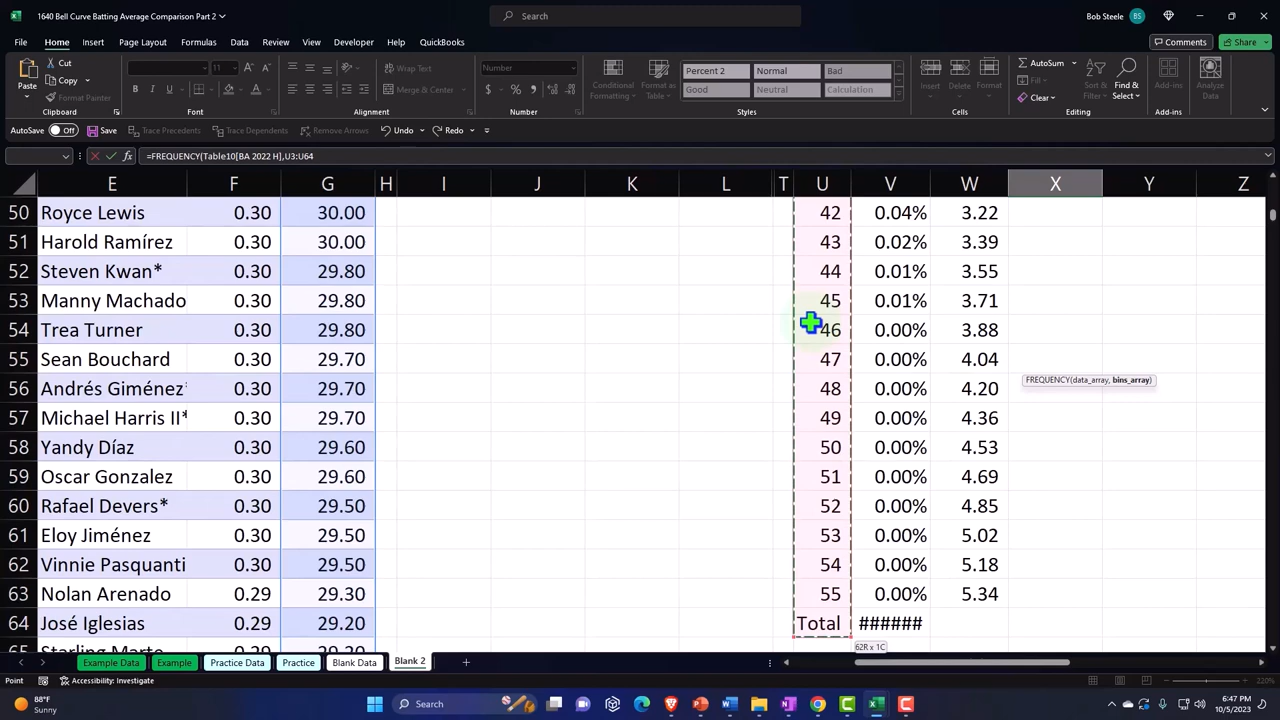 1640 Bell Curve Batting Average Comparison Part 2
Search
Bob Steele BS
File Home Insert Page Layout Formulas Data Review View Developer Help QuickBooks
Comments Share
Paste
Cut
Copy
Format Painter
Clipboard
11
Font
Wrap Text
Merge & Center
Alignment
Number
Number
Conditional Formatting
Format as Table
Percent 2 Normal Bad
Good Neutral Calculation
Styles
Insert Delete Format
Cells
AutoSum
Fill
Clear
Sort & Filter
Find & Select
Editing
Add-ins
Add-ins
Analyze Data
AutoSave Off Save Trace Precedents Trace Dependents Remove Arrows Undo Redo
=FREQUENCY(Table10[BA 2022 H],U3:U64
E F G H I J K L T U V W X Y Z
50 Royce Lewis 0.30 30.00 42 0.04% 3.22
51 Harold Ramírez 0.30 30.00 43 0.02% 3.39
52 Steven Kwan* 0.30 29.80 44 0.01% 3.55
53 Manny Machado 0.30 29.80 45 0.01% 3.71
54 Trea Turner 0.30 29.80 46 0.00% 3.88
55 Sean Bouchard 0.30 29.70 47 0.00% 4.04
56 Andrés Giménez* 0.30 29.70 48 0.00% 4.20
FREQUENCY(data_array, bins_array)
57 Michael Harris II* 0.30 29.70 49 0.00% 4.36
58 Yandy Díaz 0.30 29.60 50 0.00% 4.53
59 Oscar Gonzalez 0.30 29.60 51 0.00% 4.69
60 Rafael Devers* 0.30 29.50 52 0.00% 4.85
61 Eloy Jiménez 0.30 29.50 53 0.00% 5.02
62 Vinnie Pasquanti 0.30 29.50 54 0.00% 5.18
63 Nolan Arenado 0.29 29.30 55 0.00% 5.34
64 José Iglesias 0.29 29.20 Total ######
62R x 1C
Example Data Example Practice Data Practice Blank Data Blank 2
Point Accessibility: Investigate 220%
88°F
Sunny
Search
6:47 PM
10/5/2023